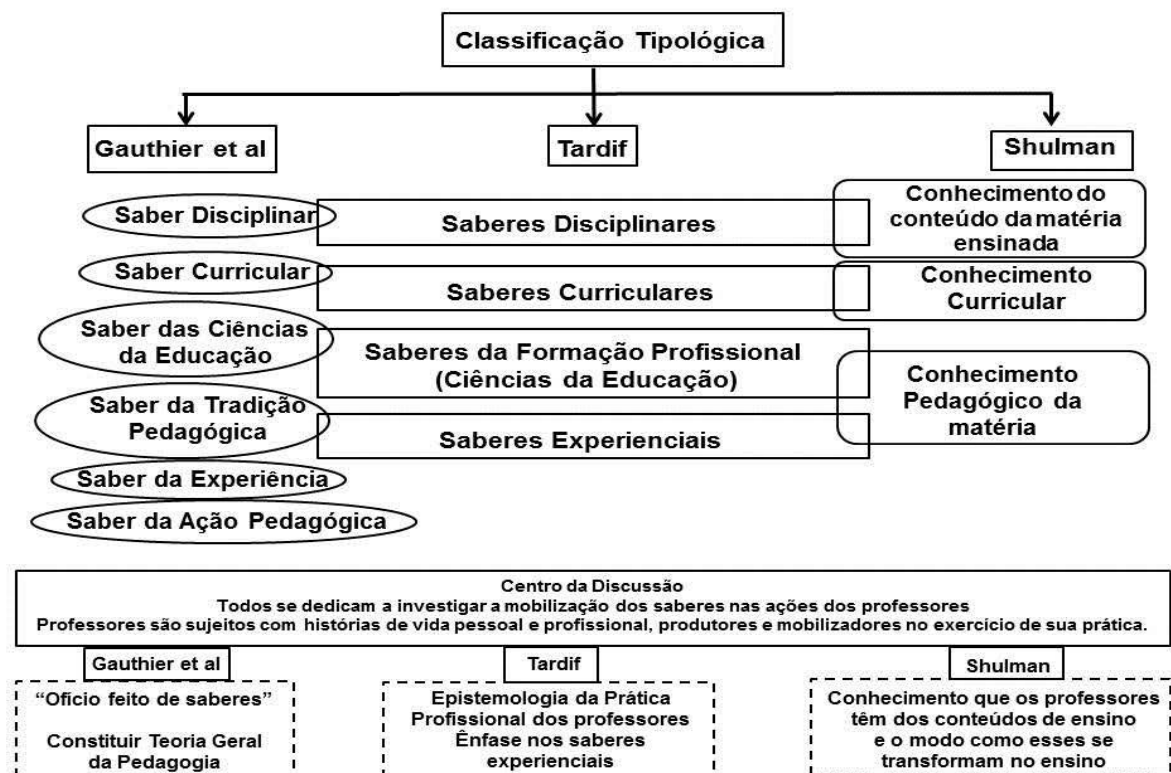 Classificação Tipológica
Gauthier et al
Tardif
Shulman
Saber Disciplinar
Saberes Disciplinares
Conhecimento do
conteúdo da matéria
ensinada
Saber Curricular
Saberes Curriculares
Conhecimento
Curricular
Saber das Ciências
da Educação
Saberes da Formação Profissional
(Ciências da Educação)
Conhecimento
Pedagógico da
matéria
Saber da Tradição
Pedagógica
Saberes Experienciais
Saber da Experiência
Saber da Ação Pedagógica
Centro da Discussão
Todos se dedicam a investigar a mobilização dos saberes nas ações dos professores
Professores são sujeitos com histórias de vida pessoal e profissional, produtores e mobilizadores no exercício de sua prática.
Gauthier et al
“Ofício feito de saberes”
Constituir Teoria Geral
da Pedagogia
Tardif
Epistemologia da Prática
Profissional dos professores
Ênfase nos saberes
experienciais
Shulman
Conhecimento que os professores
têm dos conteúdos de ensino
e o modo como esses se
transformam no ensino